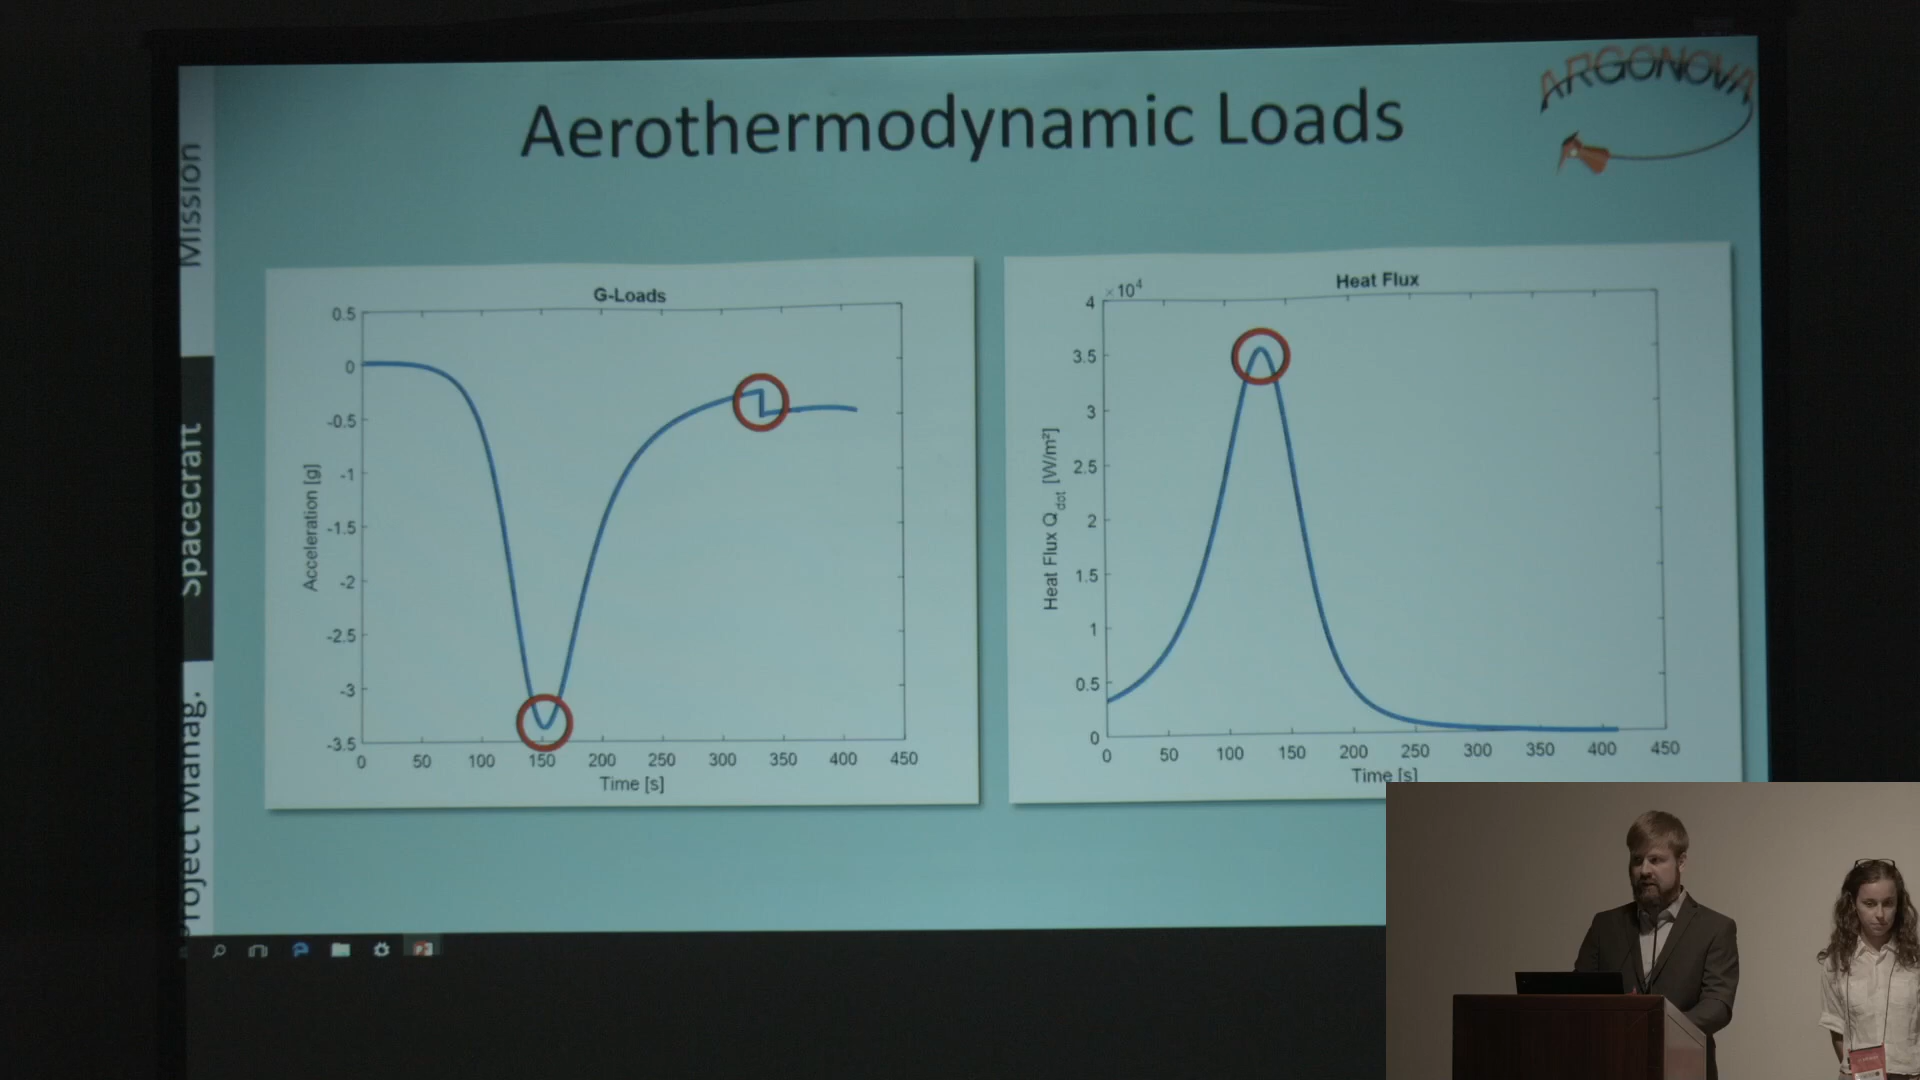 ARGONOVA
Aerothermodynamic Loads
Mission
Spacecraft
Project Manag.
G-Loads
0.5
0
-0.5
-1
-1.5
-2
-2.5
-3
-3.5
Acceleration [g]
0 50 100 150 200 250 300 350 400 450
Time [s]
Heat Flux
×10⁴
4
3.5
3
2.5
2
1.5
1
0.5
0
Heat Flux Q_dot [W/m²]
0 50 100 150 200 250 300 350 400 450
Time [s]